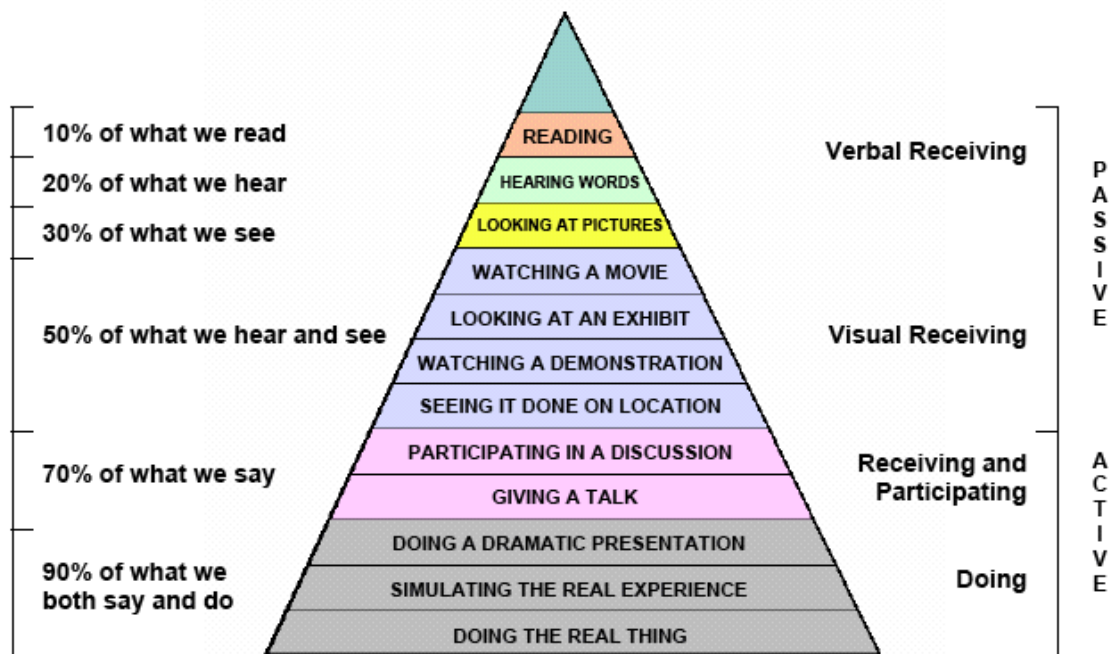 10% of what we read
READING
Verbal Receiving
20% of what we hear
HEARING WORDS
30% of what we see
LOOKING AT PICTURES
WATCHING A MOVIE
50% of what we hear and see
LOOKING AT AN EXHIBIT
Visual Receiving
WATCHING A DEMONSTRATION
SEEING IT DONE ON LOCATION
PASSIVE
70% of what we say
PARTICIPATING IN A DISCUSSION
GIVING A TALK
Receiving and
Participating
90% of what we
both say and do
DOING A DRAMATIC PRESENTATION
SIMULATING THE REAL EXPERIENCE
DOING THE REAL THING
Doing
ACTIVE